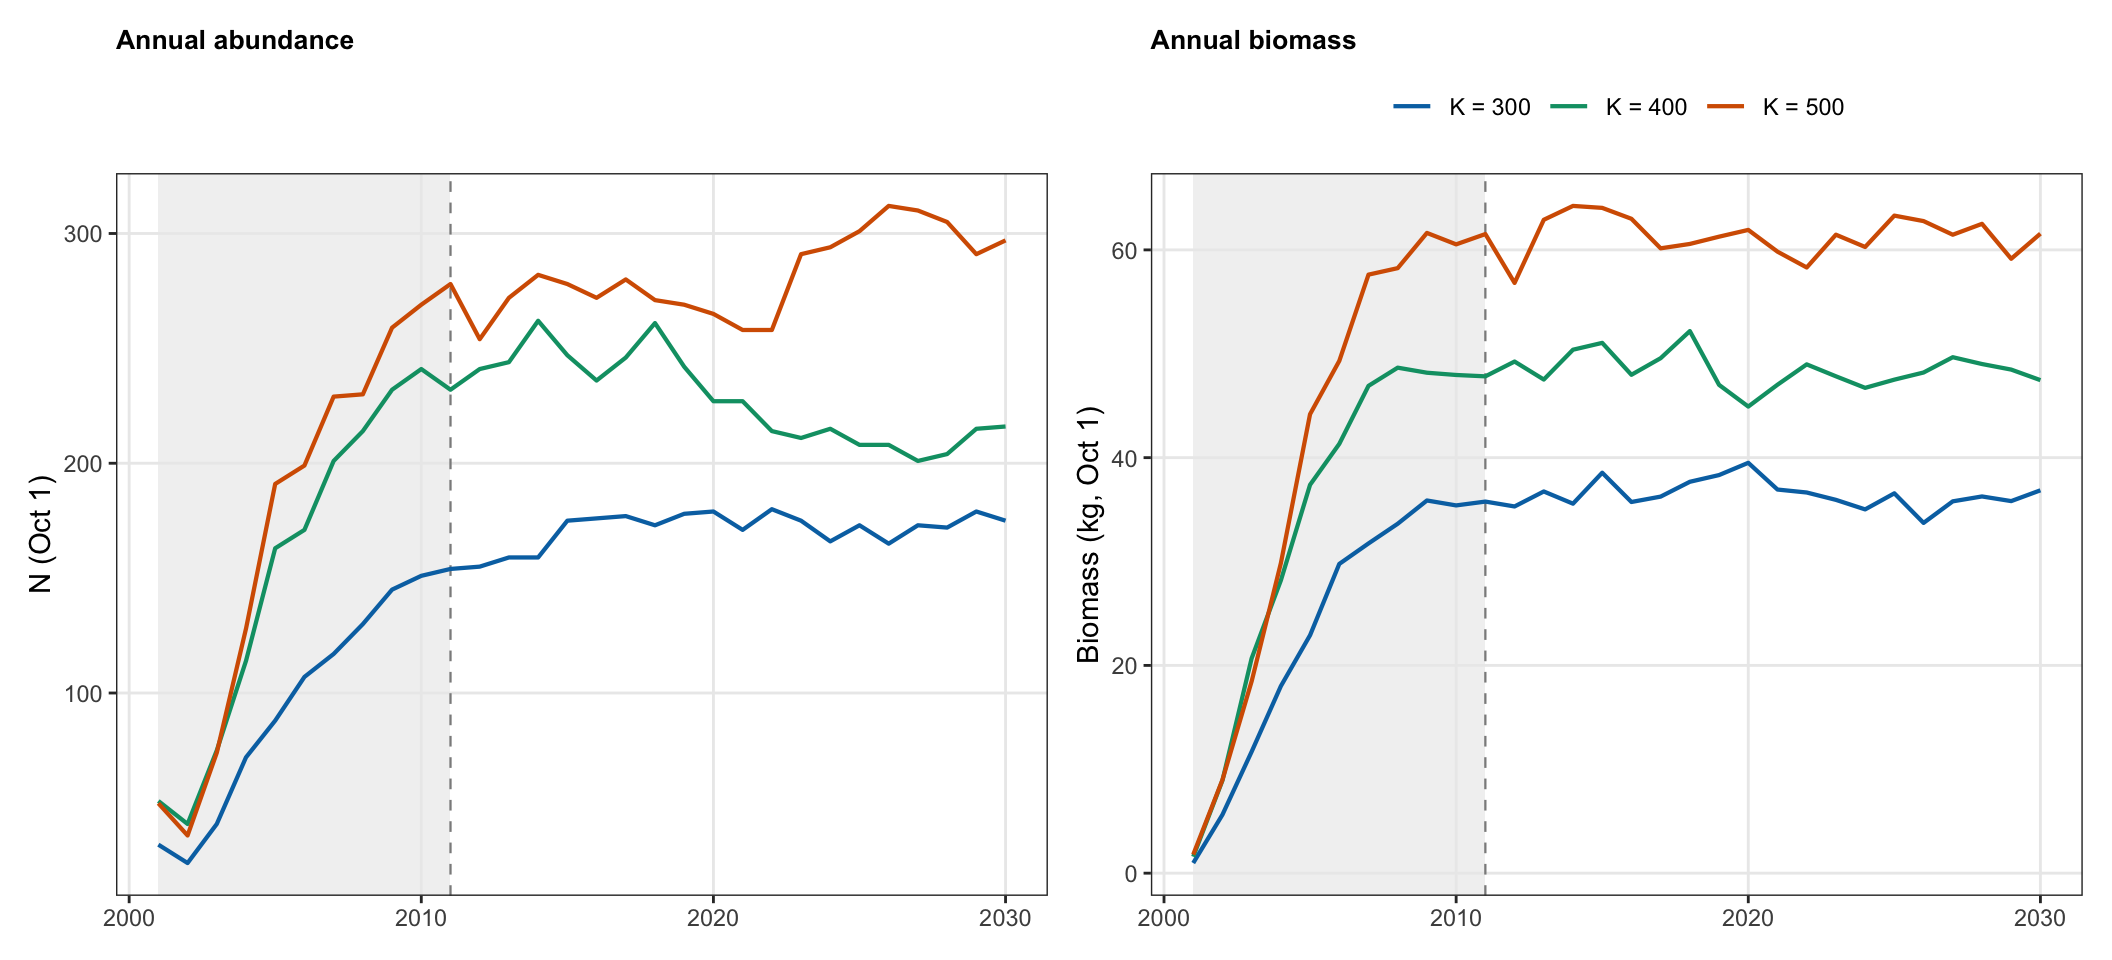 Annual abundance
N (Oct 1)
300
200
100
2000 2010 2020 2030
Annual biomass
K = 300 K = 400 K = 500
Biomass (kg, Oct 1)
60
40
20
0
2000 2010 2020 2030